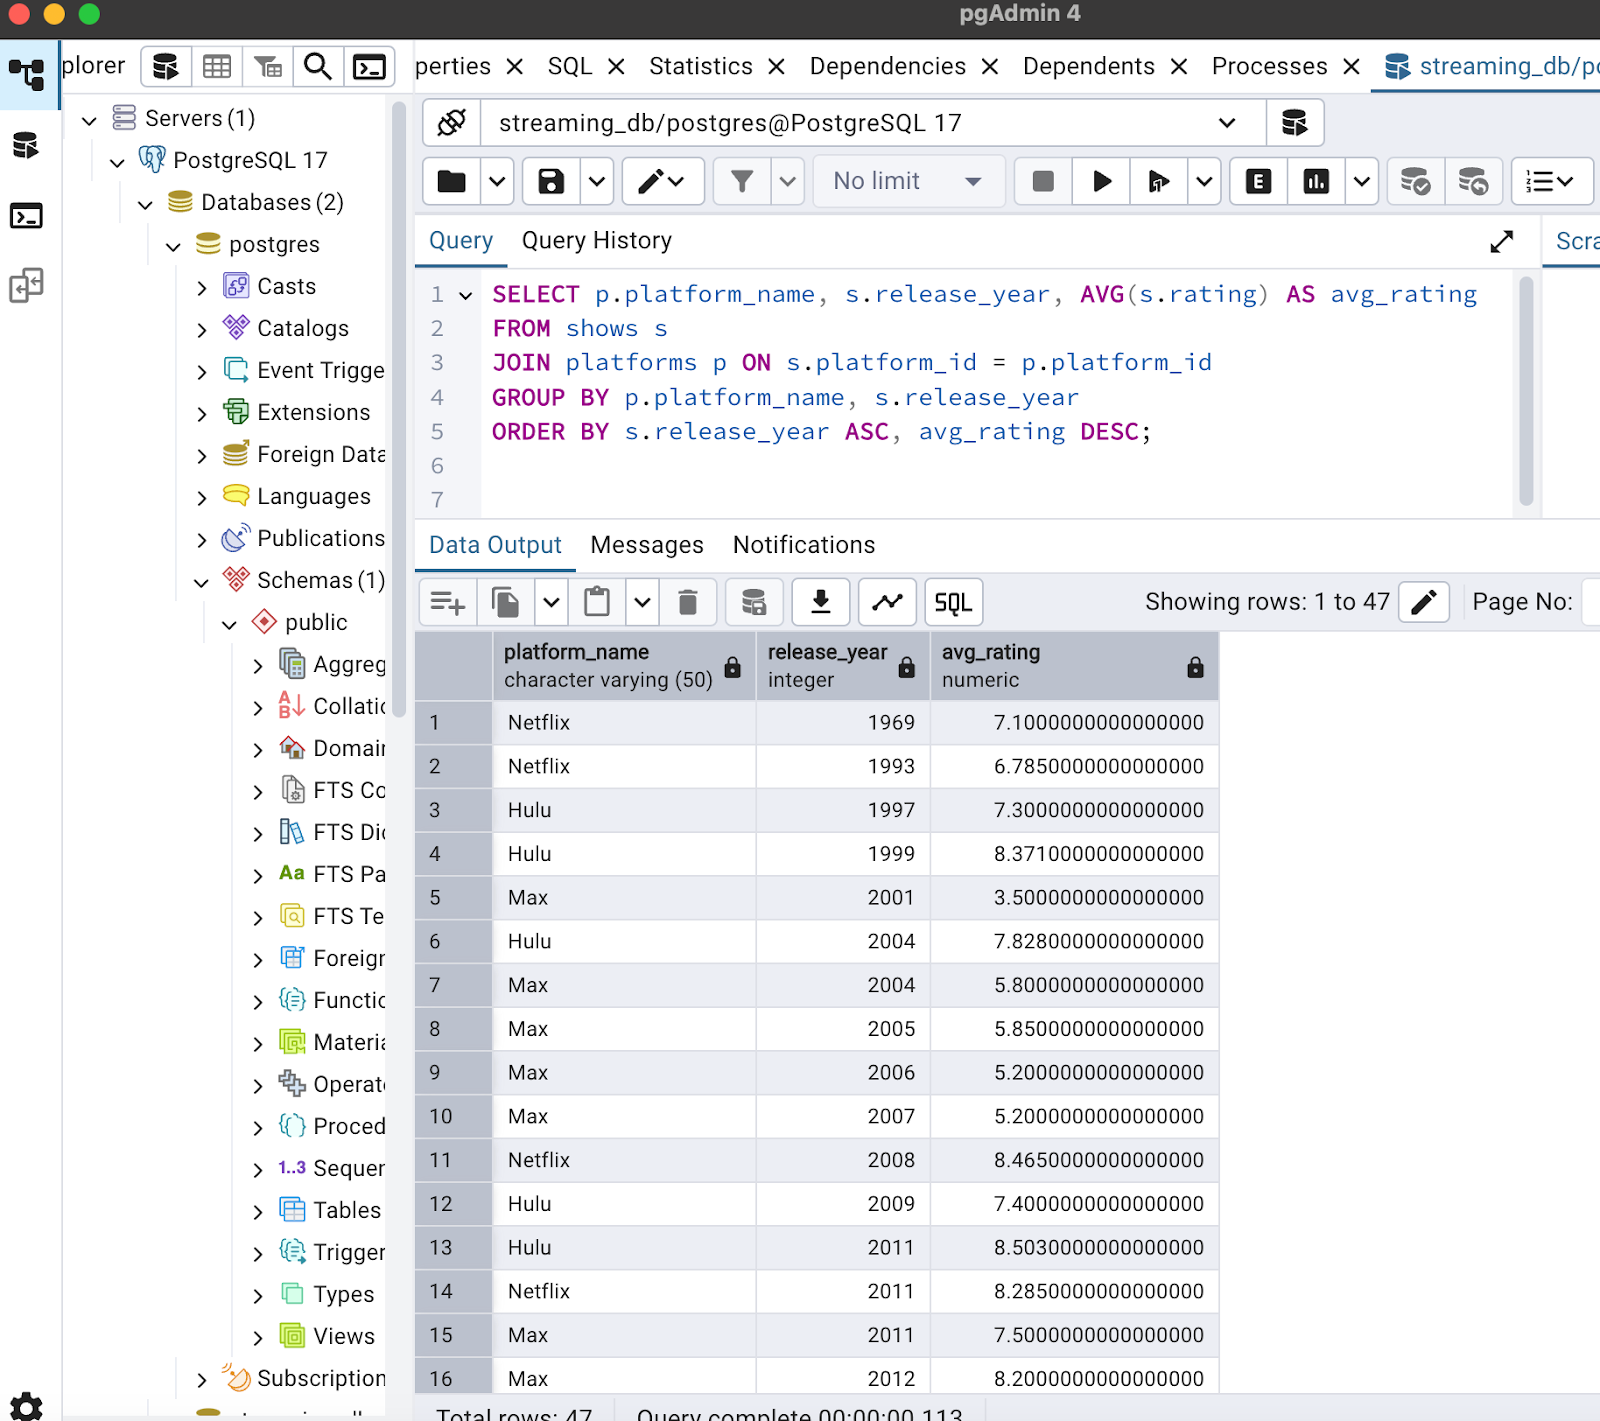 pgAdmin 4
plorer
perties SQL Statistics Dependencies Dependents Processes streaming_db/po
Servers (1)
PostgreSQL 17
Databases (2)
postgres
Casts
Catalogs
Event Trigge
Extensions
Foreign Data
Languages
Publications
Schemas (1)
public
Aggreg
Collatic
Domair
FTS Co
FTS Dic
Aa FTS Pa
FTS Te
Foreigr
Functic
Materia
Operato
Proced
1..3 Sequer
Tables
Trigger
Types
Views
Subscription
streaming_db/postgres@PostgreSQL 17
No limit
Query Query History
Scra
1 SELECT p.platform_name, s.release_year, AVG(s.rating) AS avg_rating
2 FROM shows s
3 JOIN platforms p ON s.platform_id = p.platform_id
4 GROUP BY p.platform_name, s.release_year
5 ORDER BY s.release_year ASC, avg_rating DESC;
6
7
Data Output Messages Notifications
SQL Showing rows: 1 to 47 Page No:
platform_name release_year avg_rating
character varying (50) integer numeric
1 Netflix 1969 7.1000000000000000
2 Netflix 1993 6.7850000000000000
3 Hulu 1997 7.3000000000000000
4 Hulu 1999 8.3710000000000000
5 Max 2001 3.5000000000000000
6 Hulu 2004 7.8280000000000000
7 Max 2004 5.8000000000000000
8 Max 2005 5.8500000000000000
9 Max 2006 5.2000000000000000
10 Max 2007 5.2000000000000000
11 Netflix 2008 8.4650000000000000
12 Hulu 2009 7.4000000000000000
13 Hulu 2011 8.5030000000000000
14 Netflix 2011 8.2850000000000000
15 Max 2011 7.5000000000000000
16 Max 2012 8.2000000000000000
Total rows: 47 Query complete 00:00:00.113